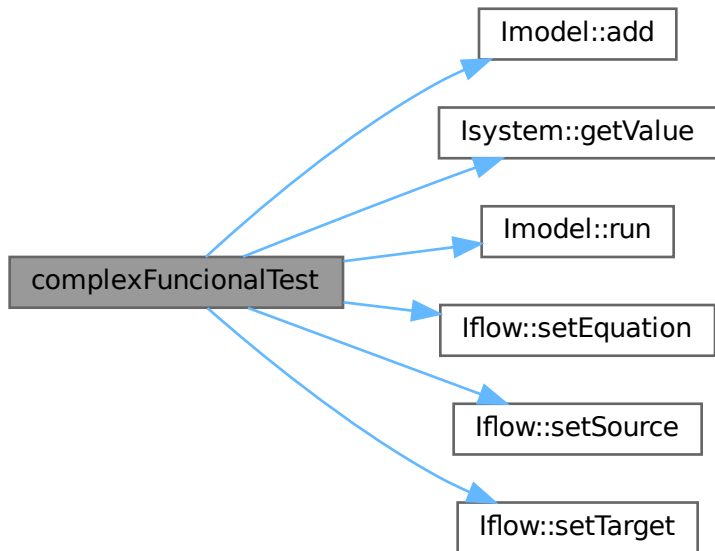 Imodel::add
Isystem::getValue
Imodel::run
complexFuncionalTest
Iflow::setEquation
Iflow::setSource
Iflow::setTarget